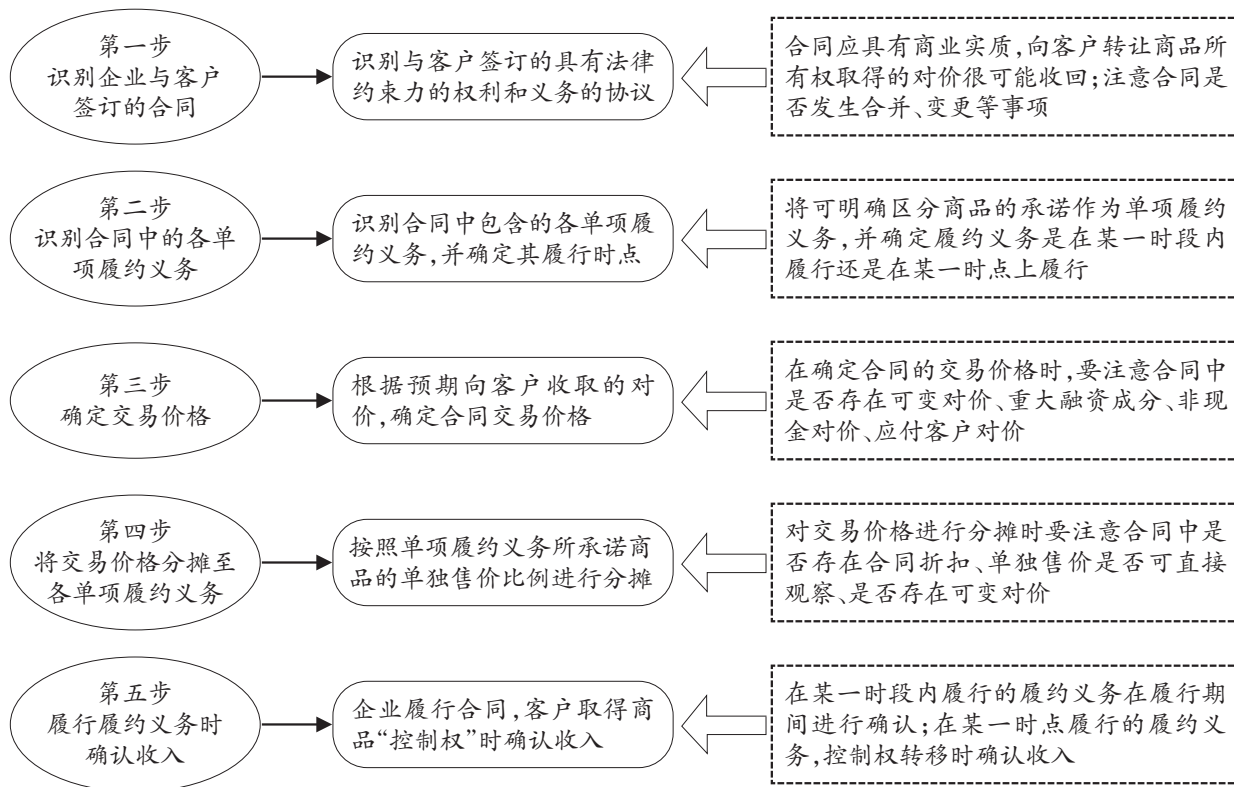 第一步
识别企业与客户
签订的合同
识别与客户签订的具有法律
约束力的权利和义务的协议
合同应具有商业实质,向客户转让商品所
有权取得的对价很可能收回;注意合同是
否发生合并、变更等事项
第二步
识别合同中的各单
项履约义务
识别合同中包含的各单项履
约义务,并确定其履行时点
将可明确区分商品的承诺作为单项履约
义务,并确定履约义务是在某一时段内
履行还是在某一时点上履行
第三步
确定交易价格
根据预期向客户收取的对
价,确定合同交易价格
在确定合同的交易价格时,要注意合同中
是否存在可变对价、重大融资成分、非现
金对价、应付客户对价
第四步
将交易价格分摊至
各单项履约义务
按照单项履约义务所承诺商
品的单独售价比例进行分摊
对交易价格进行分摊时要注意合同中是
否存在合同折扣、单独售价是否可直接
观察、是否存在可变对价
第五步
履行履约义务时
确认收入
企业履行合同,客户取得商
品“控制权”时确认收入
在某一时段内履行的履约义务在履行期
间进行确认;在某一时点履行的履约义
务,控制权转移时确认收入